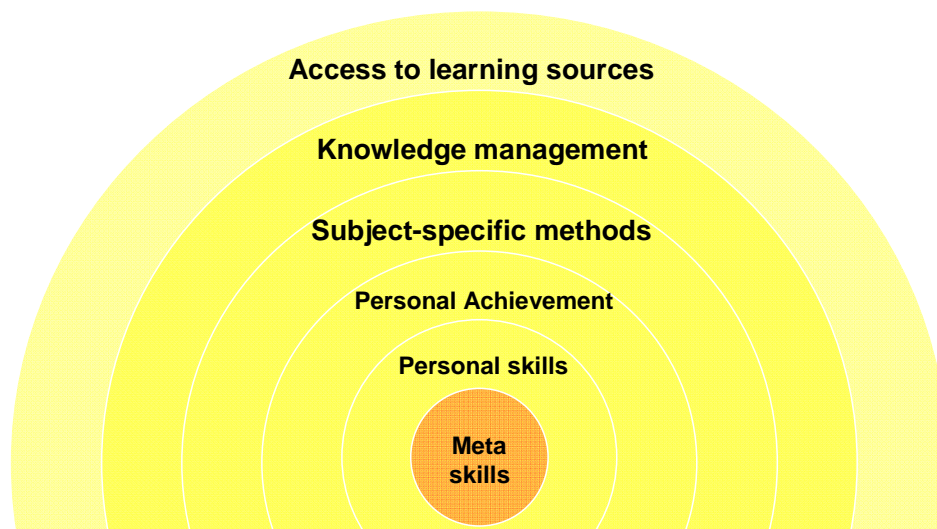 Access to learning sources
Knowledge management
Subject-specific methods
Personal Achievement
Personal skills
Meta
skills